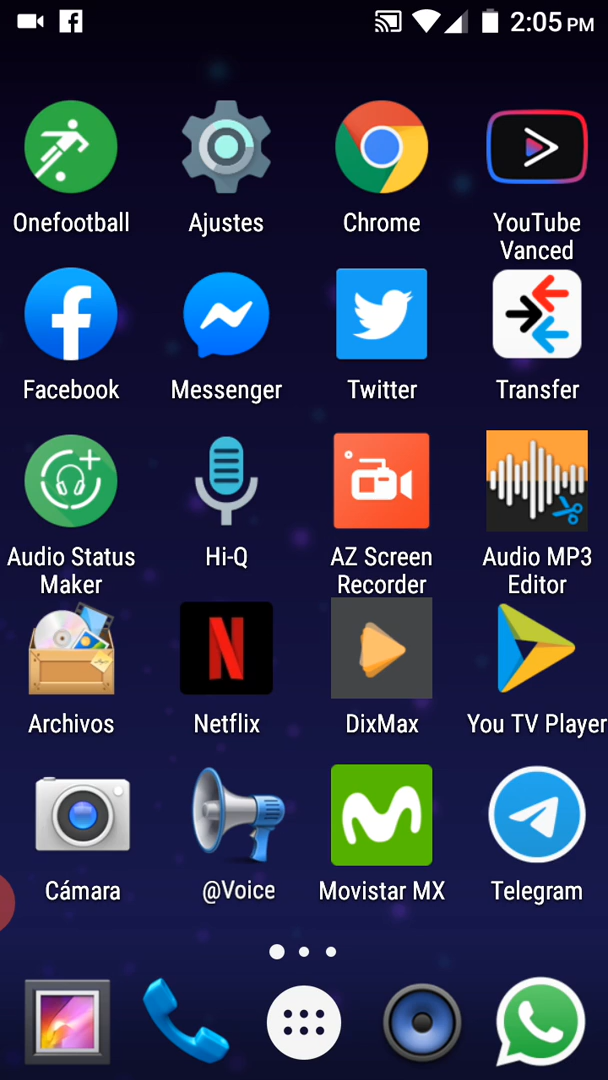 2:05 PM
Onefootball
Ajustes
Chrome
YouTube
Vanced
Facebook
Messenger
Twitter
Transfer
Audio Status
Maker
Hi-Q
AZ Screen
Recorder
Audio MP3
Editor
Archivos
Netflix
DixMax
You TV Player
Cámara
@Voice
Movistar MX
Telegram